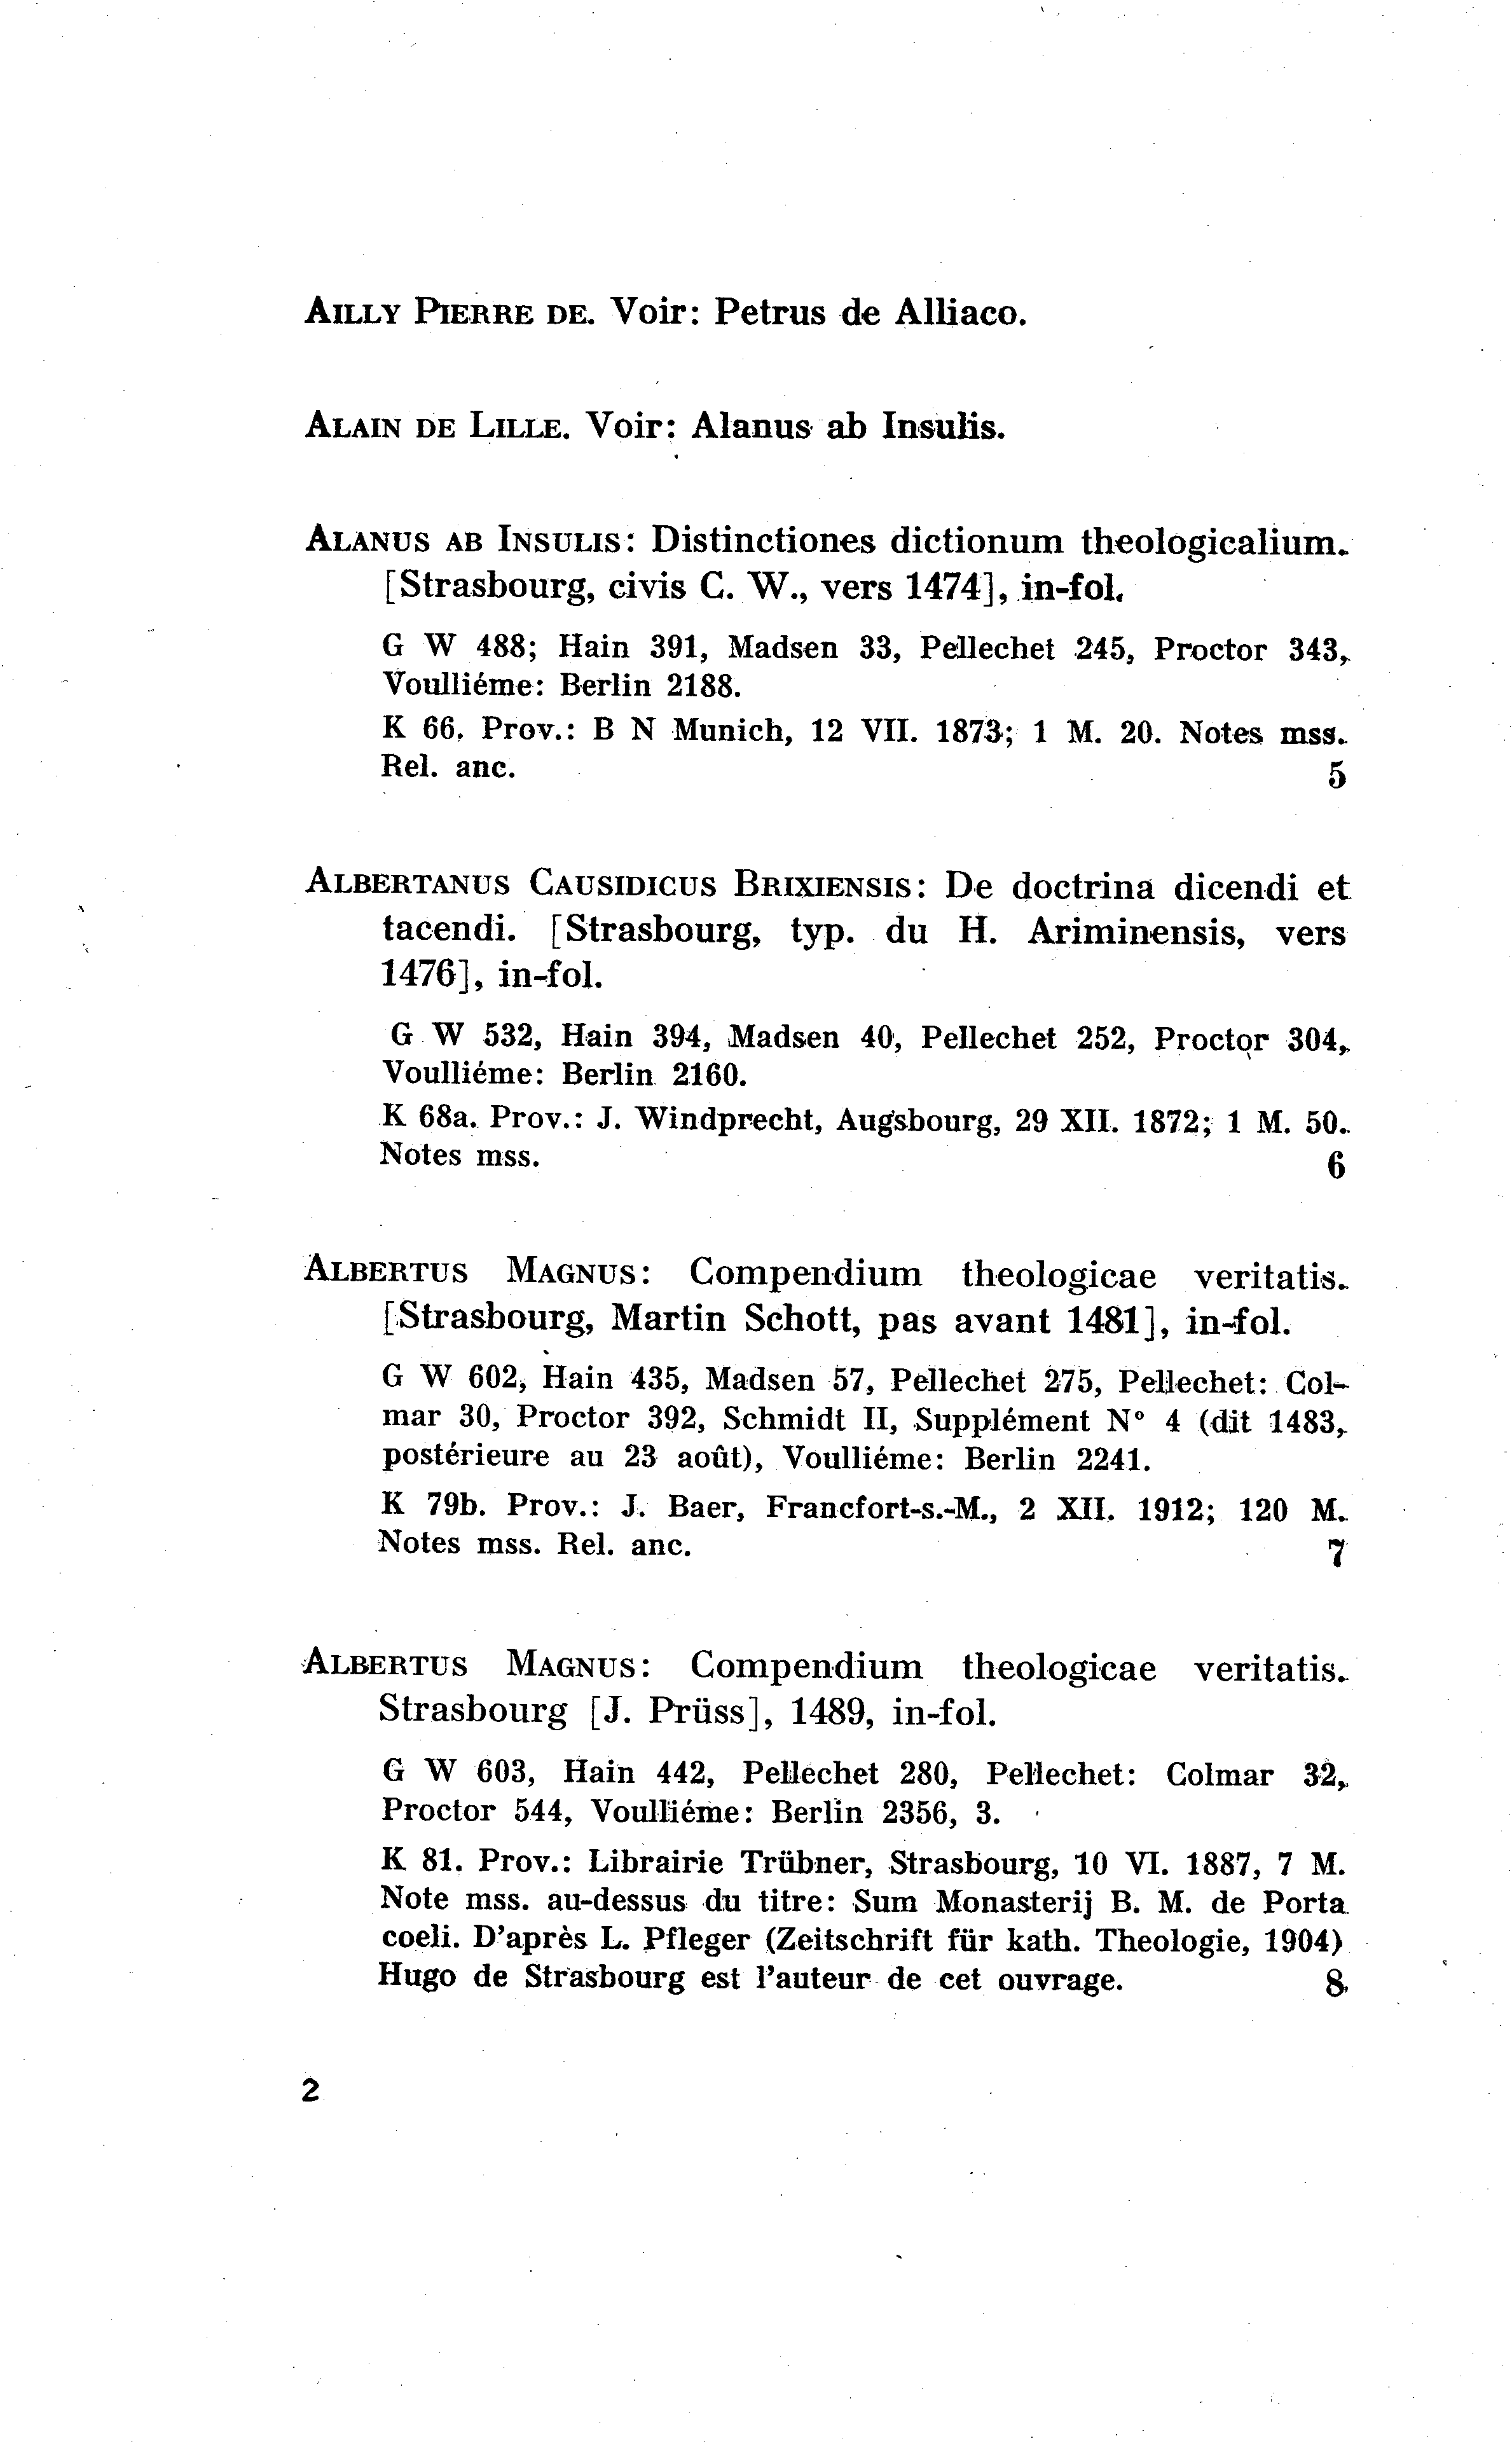 AILLY PIERRE DE. Voir: Petrus de Alliaco.
ALAIN DE LILLE. Voir: Alanus ab Insulis.
ALANUS AB INSULIS: Distinctiones dictionum theologicalium.
[Strasbourg, civis C. W., vers 1474], in-fol.
G W 488; Hain 391, Madsen 33, Pellechet 245, Proctor 343,
Voulliéme: Berlin 2188.
K 66. Prov.: B N Munich, 12 VII. 1873; 1 M. 20. Notes mss.
Rel. anc. 5
ALBERTANUS CAUSIDICUS BRIXIENSIS: De doctrina dicendi et
tacendi. [Strasbourg, typ. du H. Ariminensis, vers
1476], in-fol.
G W 532, Hain 394, Madsen 40, Pellechet 252, Proctor 304,
Voulliéme: Berlin 2160.
K 68a. Prov.: J. Windprecht, Augsbourg, 29 XII. 1872; 1 M. 50.
Notes mss. 6
ALBERTUS MAGNUS: Compendium theologicae veritatis.
[Strasbourg, Martin Schott, pas avant 1481], in-fol.
G W 602, Hain 435, Madsen 57, Pellechet 275, Pellechet: Col-
mar 30, Proctor 392, Schmidt II, Supplément N° 4 (dit 1483,
postérieure au 23 août), Voulliéme: Berlin 2241.
K 79b. Prov.: J. Baer, Francfort-s.-M., 2 XII. 1912; 120 M.
Notes mss. Rel. anc. 7
ALBERTUS MAGNUS: Compendium theologicae veritatis.
Strasbourg [J. Prüss], 1489, in-fol.
G W 603, Hain 442, Pellechet 280, Pellechet: Colmar 32,
Proctor 544, Voulliéme: Berlin 2356, 3.
K 81. Prov.: Librairie Trübner, Strasbourg, 10 VI. 1887, 7 M.
Note mss. au-dessus du titre: Sum Monasterij B. M. de Porta
coeli. D'après L. Pfleger (Zeitschrift für kath. Theologie, 1904)
Hugo de Strasbourg est l'auteur de cet ouvrage. 8
2